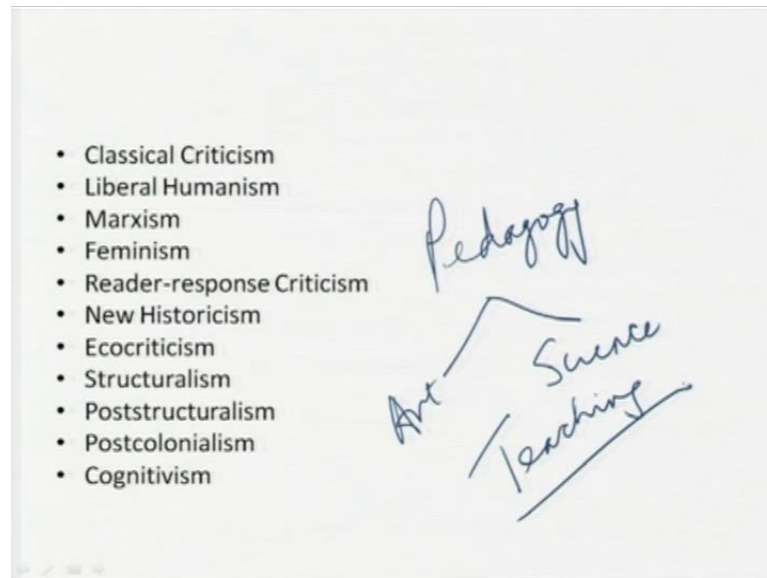 • Classical Criticism
• Liberal Humanism
• Marxism
• Feminism
• Reader-response Criticism
• New Historicism
• Ecocriticism
• Structuralism
• Poststructuralism
• Postcolonialism
• Cognitivism
Pedagogy
Art Science
Teaching